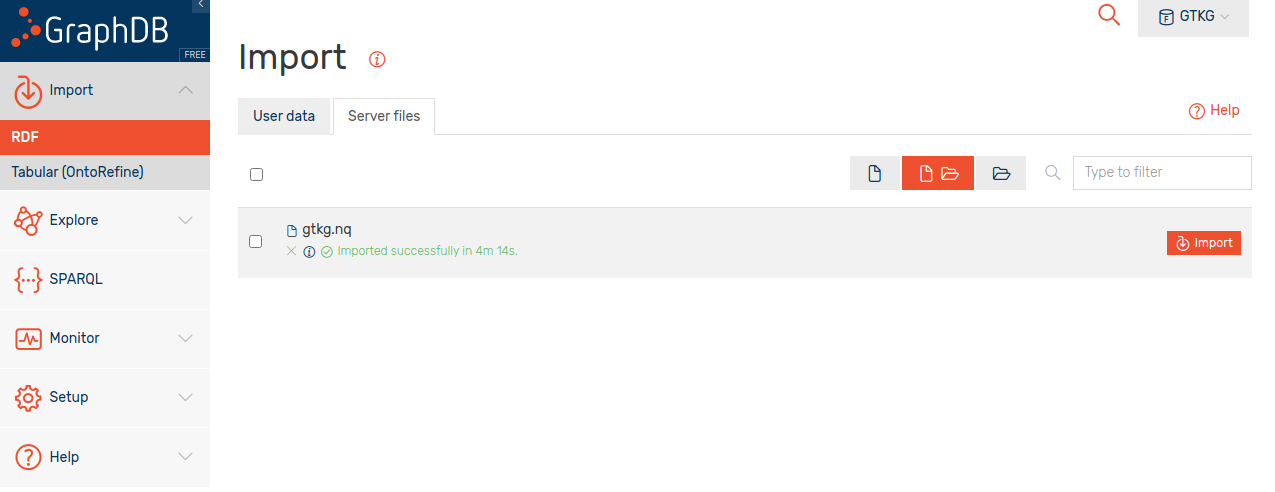 GraphDB
FREE
GTKG
Import
Import
RDF
Tabular (OntoRefine)
Explore
SPARQL
Monitor
Setup
Help
User data
Server files
Help
Type to filter
gtkg.nq
Imported successfully in 4m 14s.
Import